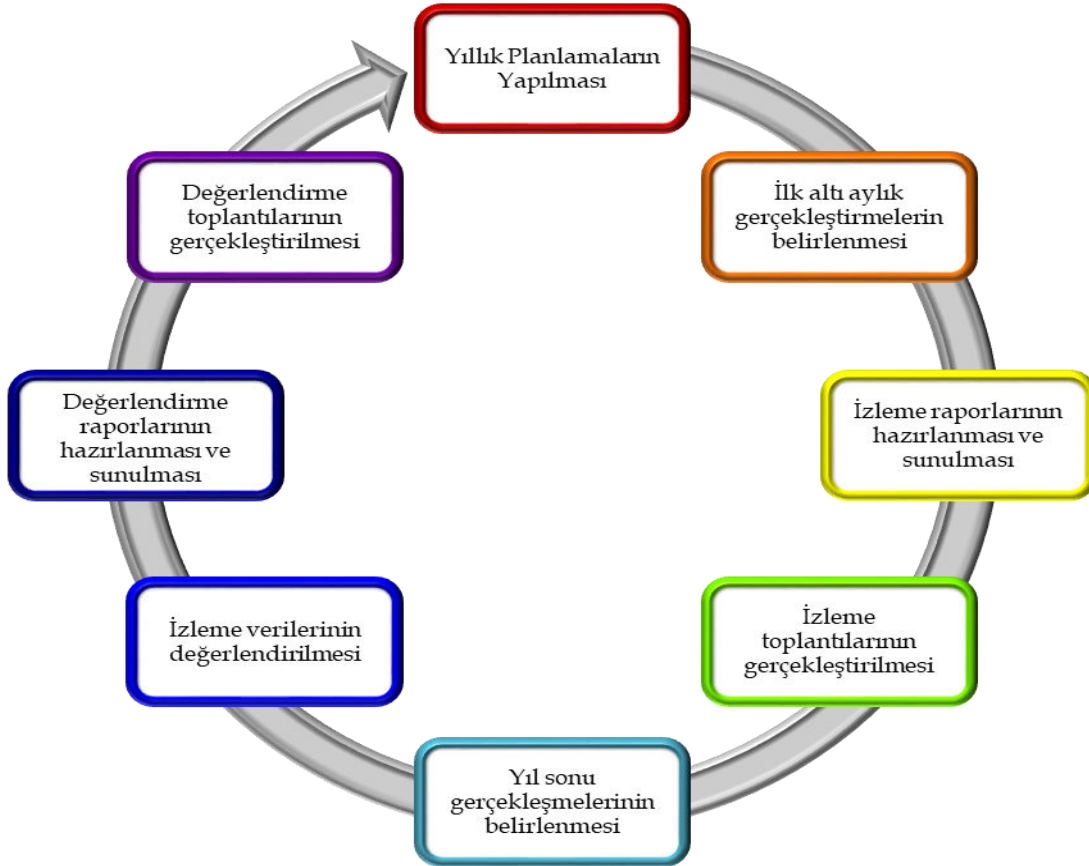 Yıllık Planlamaların
Yapılması
İlk altı aylık
gerçekleştirmelerin
belirlenmesi
İzleme raporlarının
hazırlanması ve
sunulması
İzleme
toplantılarının
gerçekleştirilmesi
Yıl sonu
gerçekleşmelerinin
belirlenmesi
İzleme verilerinin
değerlendirilmesi
Değerlendirme
raporlarının
hazırlanması ve
sunulması
Değerlendirme
toplantılarının
gerçekleştirilmesi